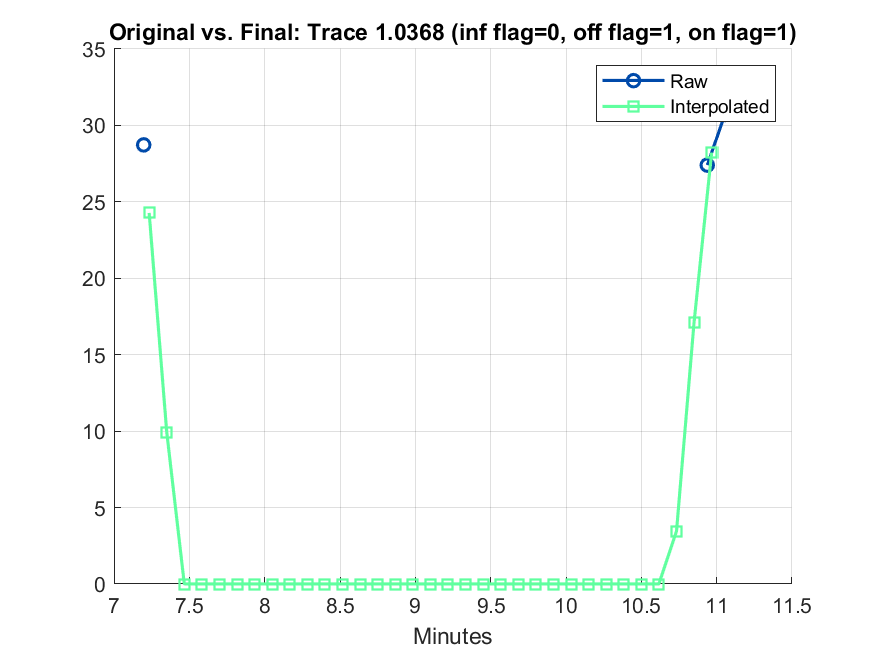 Original vs. Final: Trace 1.0368 (inf flag=0, off flag=1, on flag=1)
35
30
25
20
15
10
5
0
Raw
Interpolated
7 7.5 8 8.5 9 9.5 10 10.5 11 11.5
Minutes